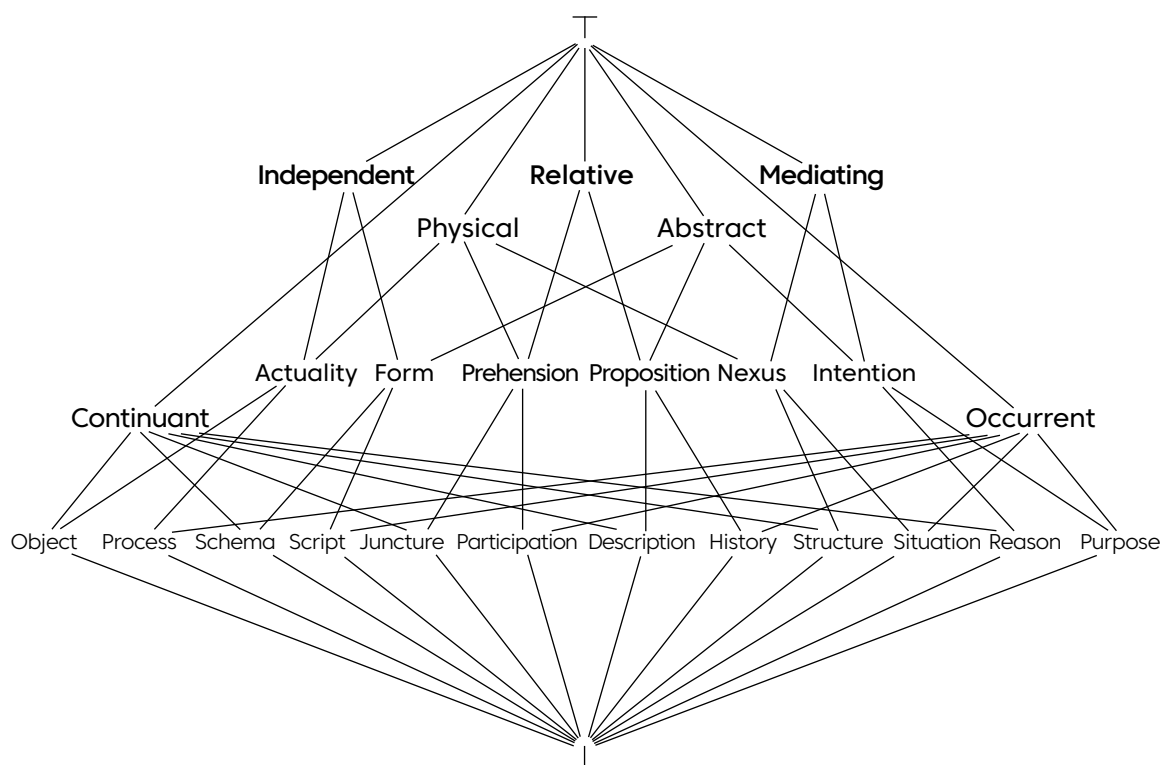 T
Independent Relative Mediating
Physical Abstract
Actuality Form Prehension Proposition Nexus Intention
Continuant Occurrent
Object Process Schema Script Juncture Participation Description History Structure Situation Reason Purpose